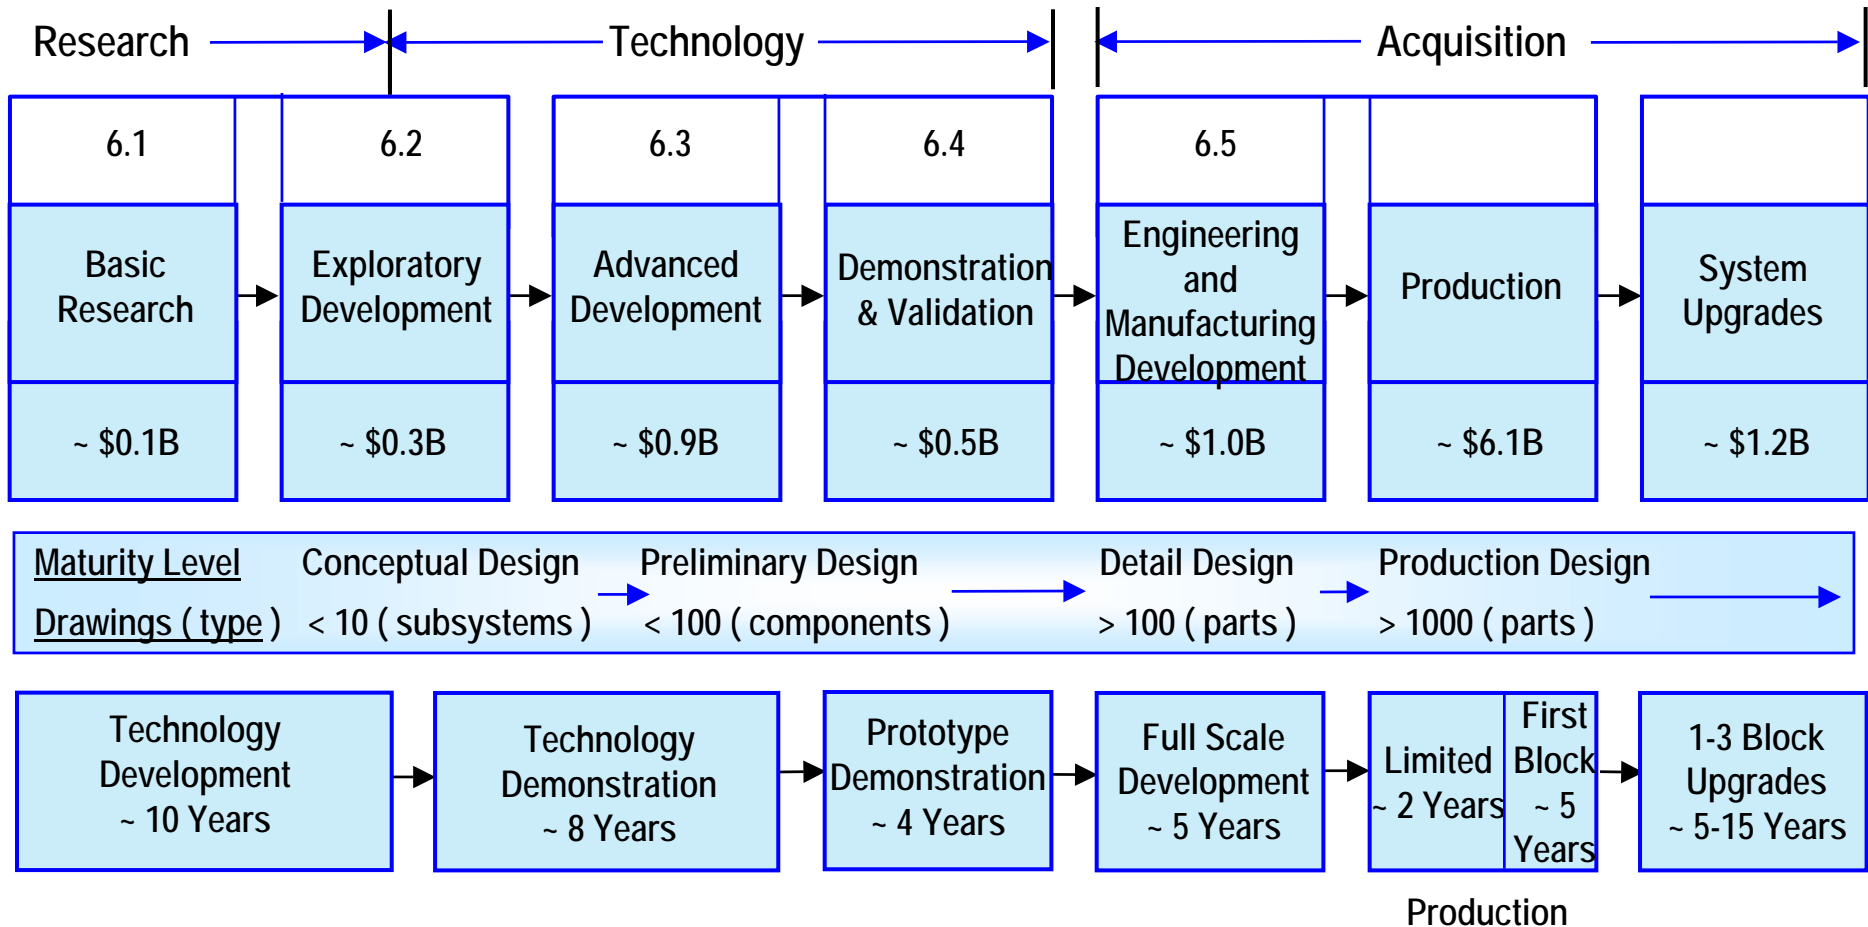 Research
Technology
Acquisition
6.1
6.2
6.3
6.4
6.5
Basic
Research
Exploratory
Development
Advanced
Development
Demonstration
& Validation
Engineering
and
Manufacturing
Development
Production
System
Upgrades
~ $0.1B
~ $0.3B
~ $0.9B
~ $0.5B
~ $1.0B
~ $6.1B
~ $1.2B
Maturity Level
Conceptual Design
Preliminary Design
Detail Design
Production Design
Drawings ( type )
< 10 ( subsystems )
< 100 ( components )
> 100 ( parts )
> 1000 ( parts )
Technology
Development
~ 10 Years
Technology
Demonstration
~ 8 Years
Prototype
Demonstration
~ 4 Years
Full Scale
Development
~ 5 Years
Limited
~ 2 Years
First
Block
~ 5
Years
1-3 Block
Upgrades
~ 5-15 Years
Production